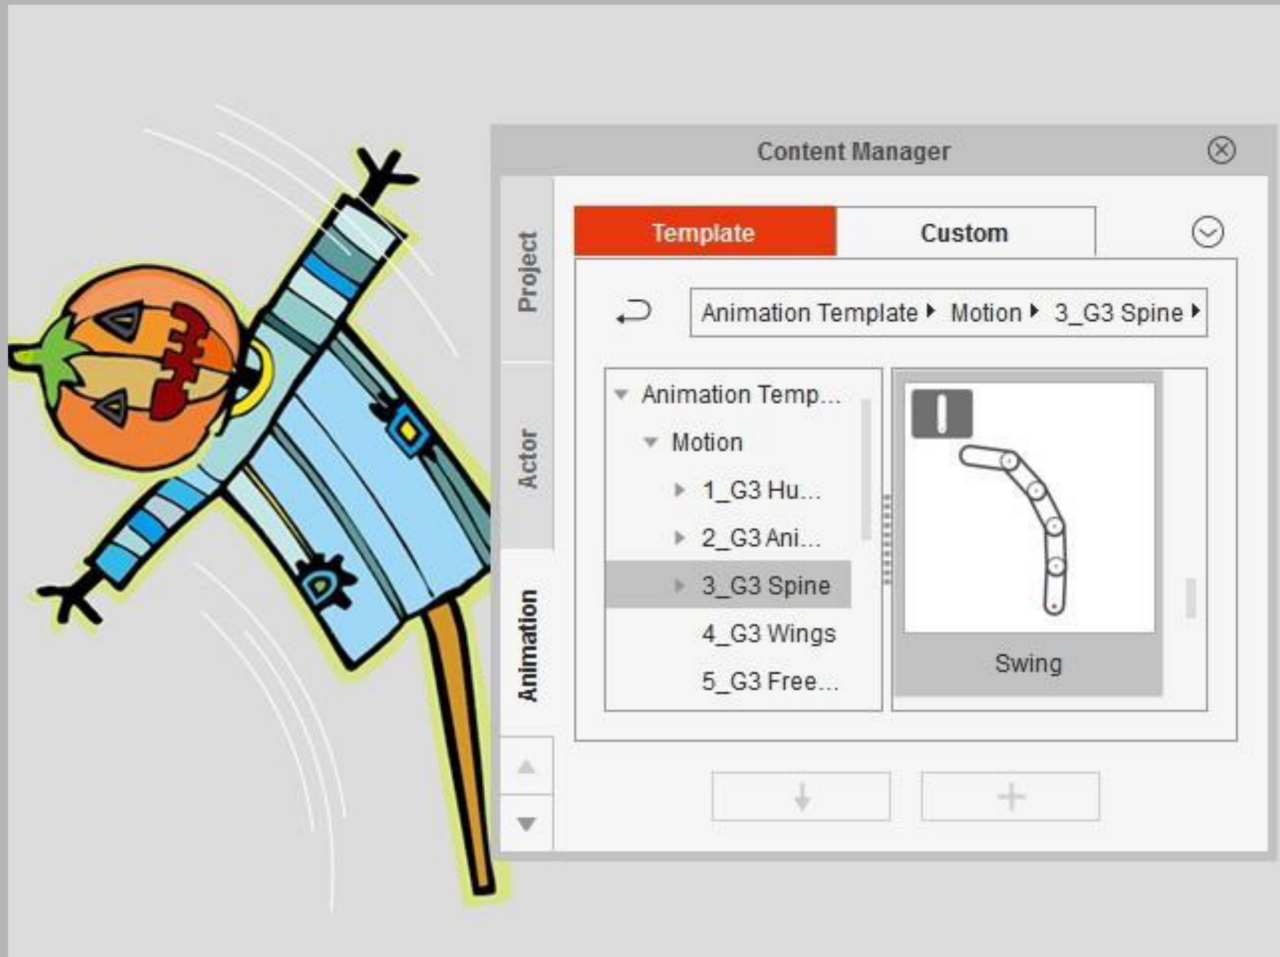 Content Manager
Project
Actor
Animation
Template
Custom
Animation Template Motion 3_G3 Spine
Animation Temp...
Motion
1_G3 Hu...
2_G3 Ani...
3_G3 Spine
4_G3 Wings
5_G3 Free...
Swing